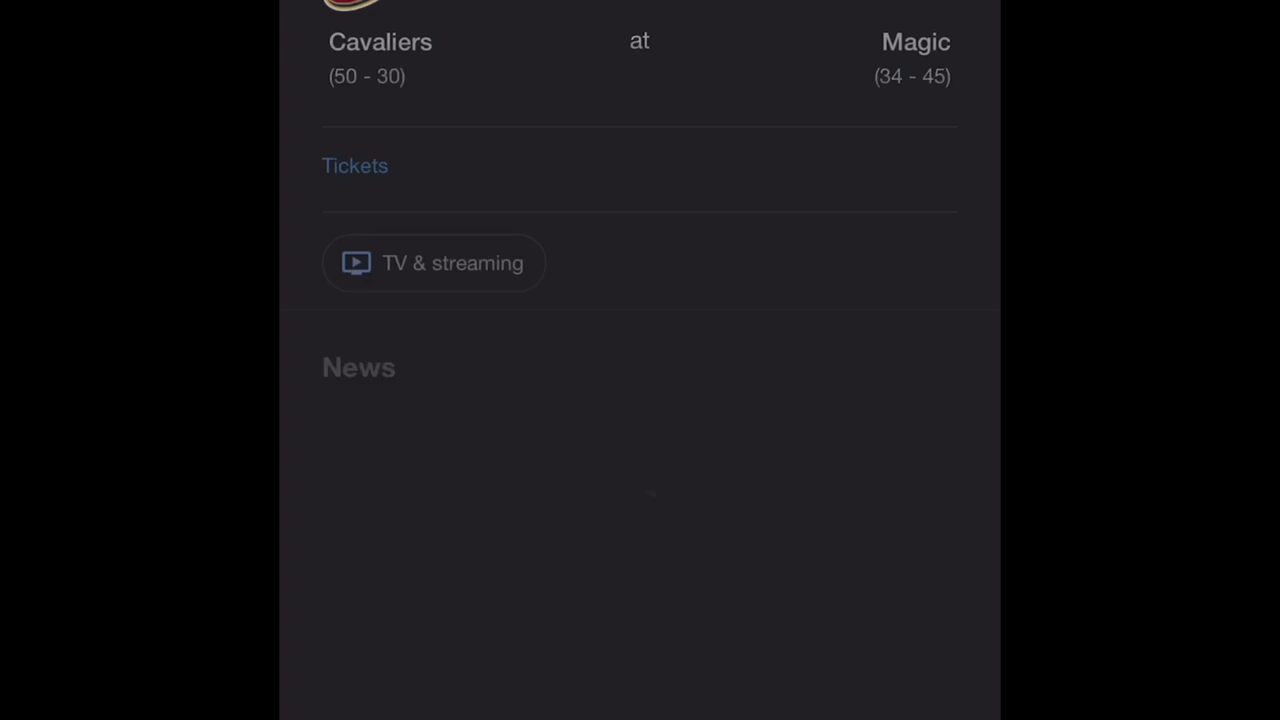 Cavaliers at Magic
(50 - 30) (34 - 45)
Tickets
TV & streaming
News